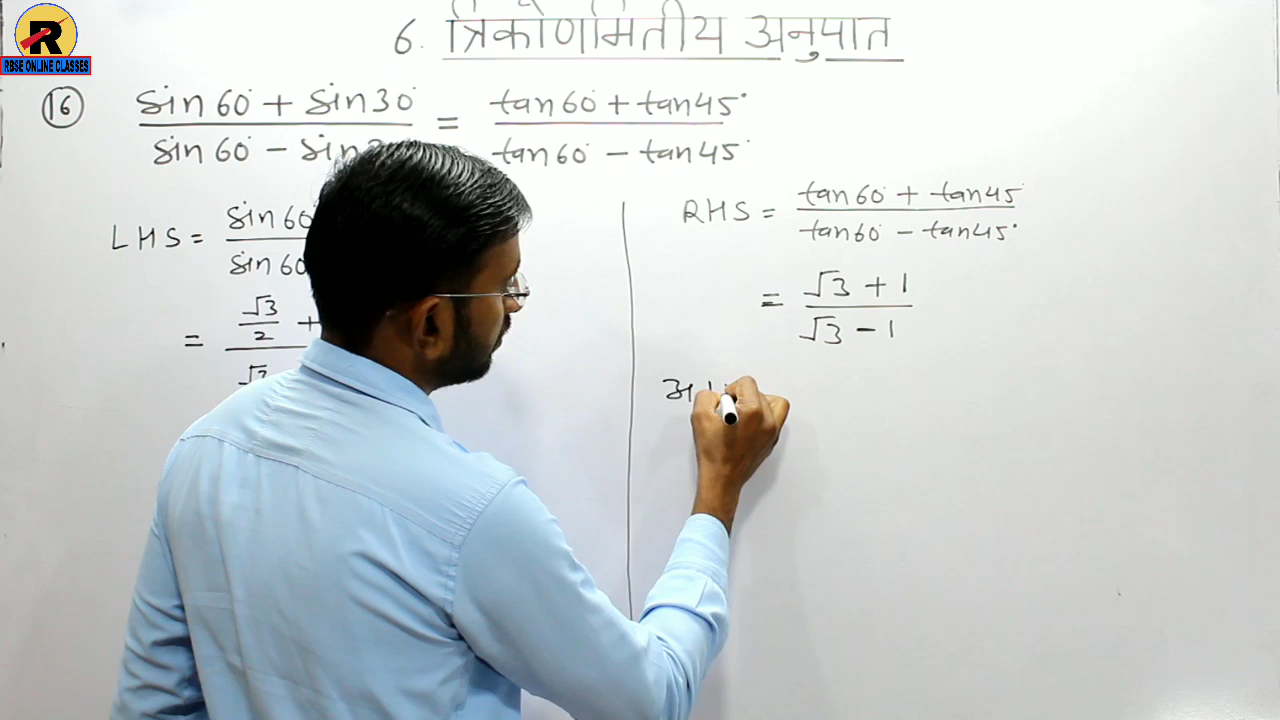 R
RBSE ONLINE CLASSES
6. त्रिकोणमितीय अनुपात
16
sin 60° + sin 30° / sin 60° - sin = tan 60° + tan 45° / tan 60° - tan 45°
LHS = sin 60 / sin 60
= √3/2 + / √3
RHS = tan 60° + tan 45° / tan 60° - tan 45°
= √3 + 1 / √3 - 1